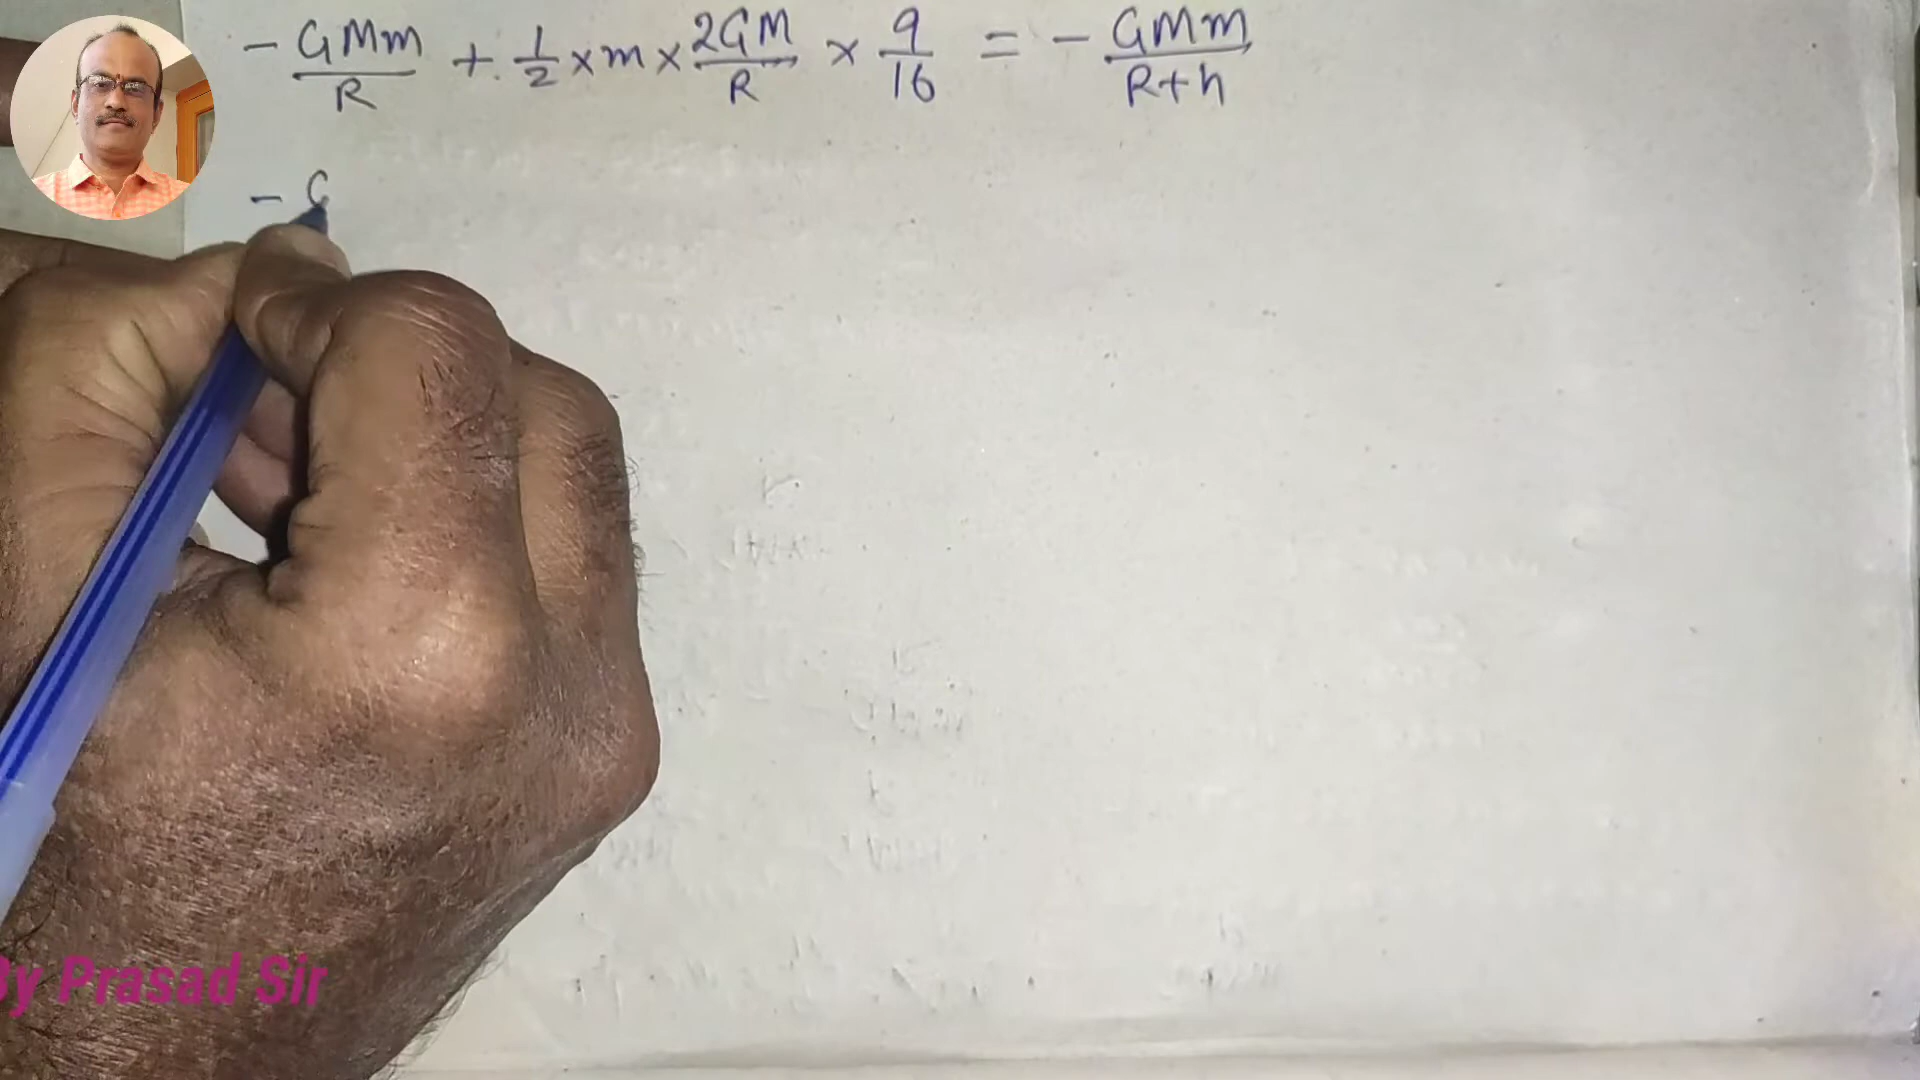 - GMm/R + 1/2 × m × 2GM/R × 9/16 = - GMm/R+h
- G
By Prasad Sir